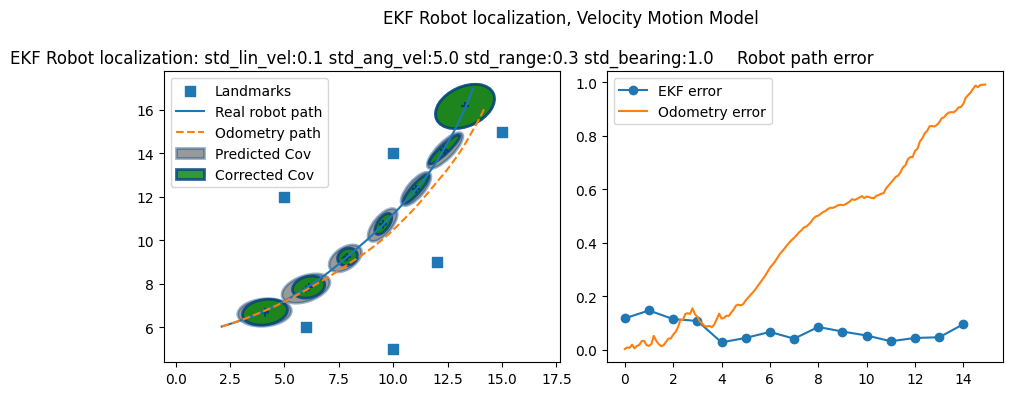 EKF Robot localization, Velocity Motion Model
EKF Robot localization: std_lin_vel:0.1 std_ang_vel:5.0 std_range:0.3 std_bearing:1.0
Landmarks
Real robot path
Odometry path
Predicted Cov
Corrected Cov
16
14
12
10
8
6
0.0 2.5 5.0 7.5 10.0 12.5 15.0 17.5
Robot path error
EKF error
Odometry error
1.0
0.8
0.6
0.4
0.2
0.0
0 2 4 6 8 10 12 14